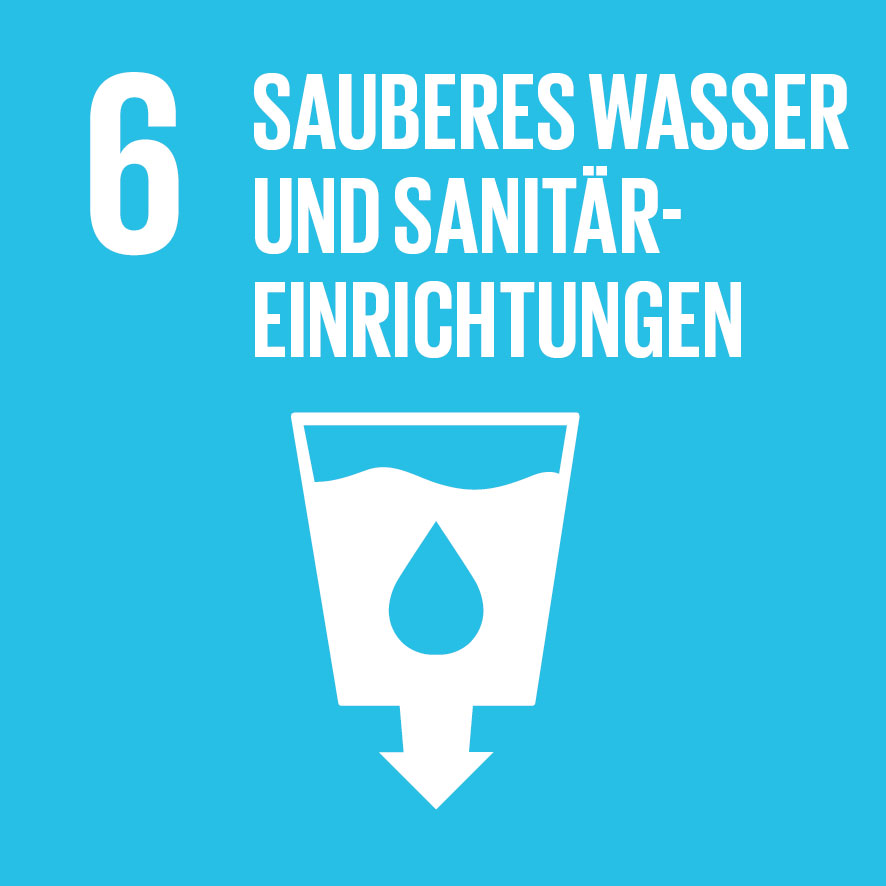 6
SAUBERES WASSER
UND SANITÄR-
EINRICHTUNGEN